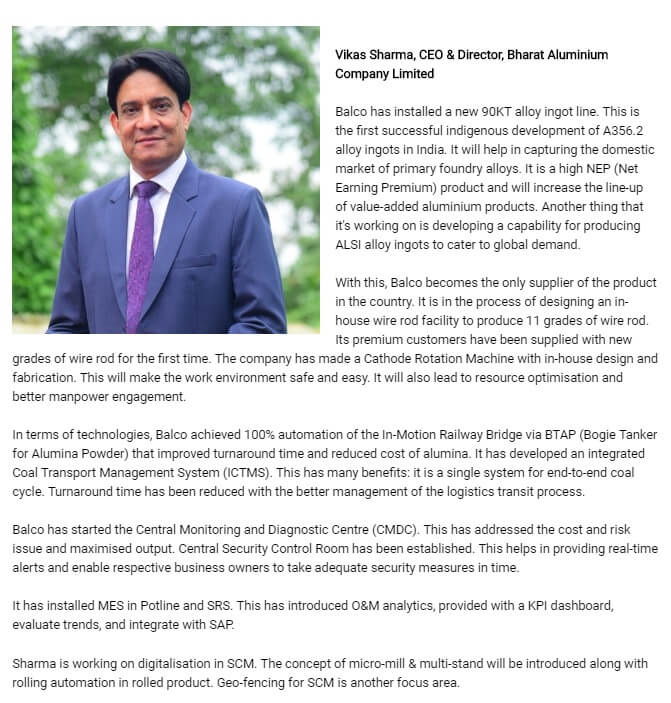 Vikas Sharma, CEO & Director, Bharat Aluminium
Company Limited
Balco has installed a new 90KT alloy ingot line. This is
the first successful indigenous development of A356.2
alloy ingots in India. It will help in capturing the domestic
market of primary foundry alloys. It is a high NEP (Net
Earning Premium) product and will increase the line-up
of value-added aluminium products. Another thing that
it's working on is developing a capability for producing
ALSI alloy ingots to cater to global demand.
With this, Balco becomes the only supplier of the product
in the country. It is in the process of designing an in-
house wire rod facility to produce 11 grades of wire rod.
Its premium customers have been supplied with new
grades of wire rod for the first time. The company has made a Cathode Rotation Machine with in-house design and
fabrication. This will make the work environment safe and easy. It will also lead to resource optimisation and
better manpower engagement.
In terms of technologies, Balco achieved 100% automation of the In-Motion Railway Bridge via BTAP (Bogie Tanker
for Alumina Powder) that improved turnaround time and reduced cost of alumina. It has developed an integrated
Coal Transport Management System (ICTMS). This has many benefits: it is a single system for end-to-end coal
cycle. Turnaround time has been reduced with the better management of the logistics transit process.
Balco has started the Central Monitoring and Diagnostic Centre (CMDC). This has addressed the cost and risk
issue and maximised output. Central Security Control Room has been established. This helps in providing real-time
alerts and enable respective business owners to take adequate security measures in time.
It has installed MES in Potline and SRS. This has introduced O&M analytics, provided with a KPI dashboard,
evaluate trends, and integrate with SAP.
Sharma is working on digitalisation in SCM. The concept of micro-mill & multi-stand will be introduced along with
rolling automation in rolled product. Geo-fencing for SCM is another focus area.